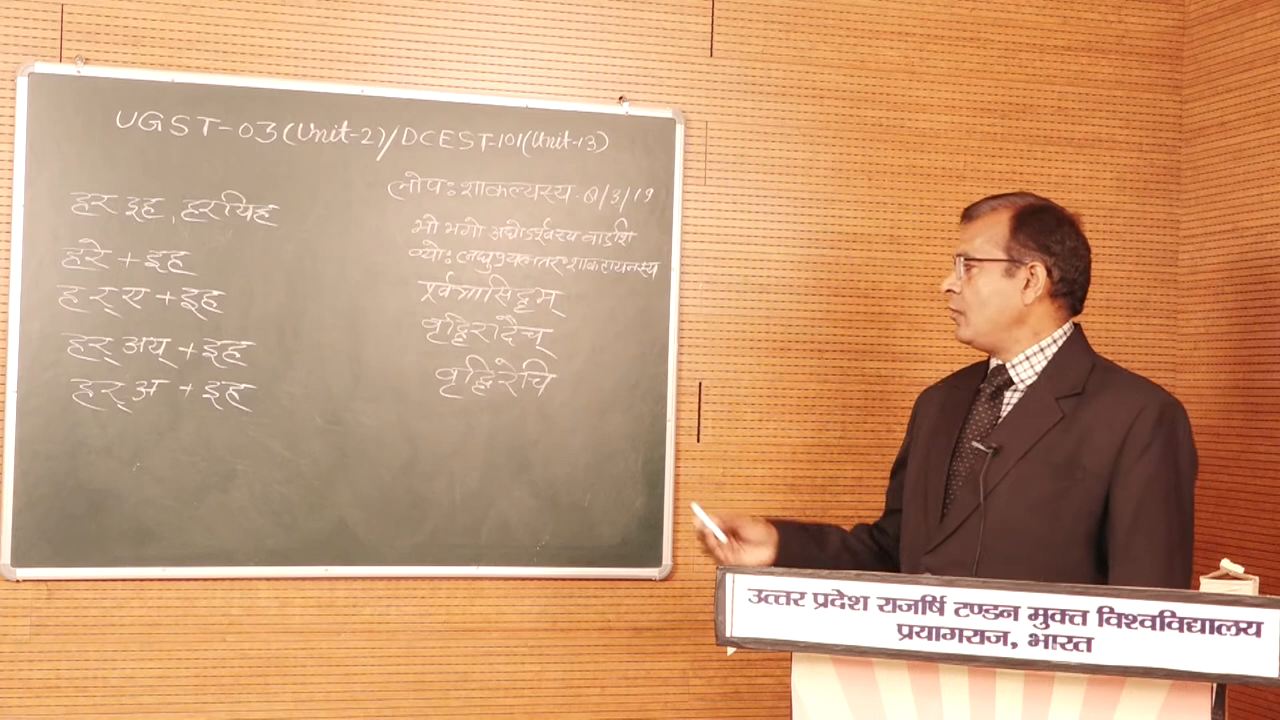 UGST-03(Unit-2)/DCEST-101(Unit-13)
हर इह, हरयिह
हरे + इह
हर् ए + इह
हर् अय् + इह
हर् अ + इह
लोपः शाकल्यस्य - 8/3/19
भो भगो अघोऽपूर्वस्य योऽशि
व्योः लघुप्रयत्नतरः शाकटायनस्य
पूर्वत्रासिद्धम्
वृद्धिरादैच्
वृद्धिरेचि
उत्तर प्रदेश राजर्षि टण्डन मुक्त विश्वविद्यालय
प्रयागराज, भारत